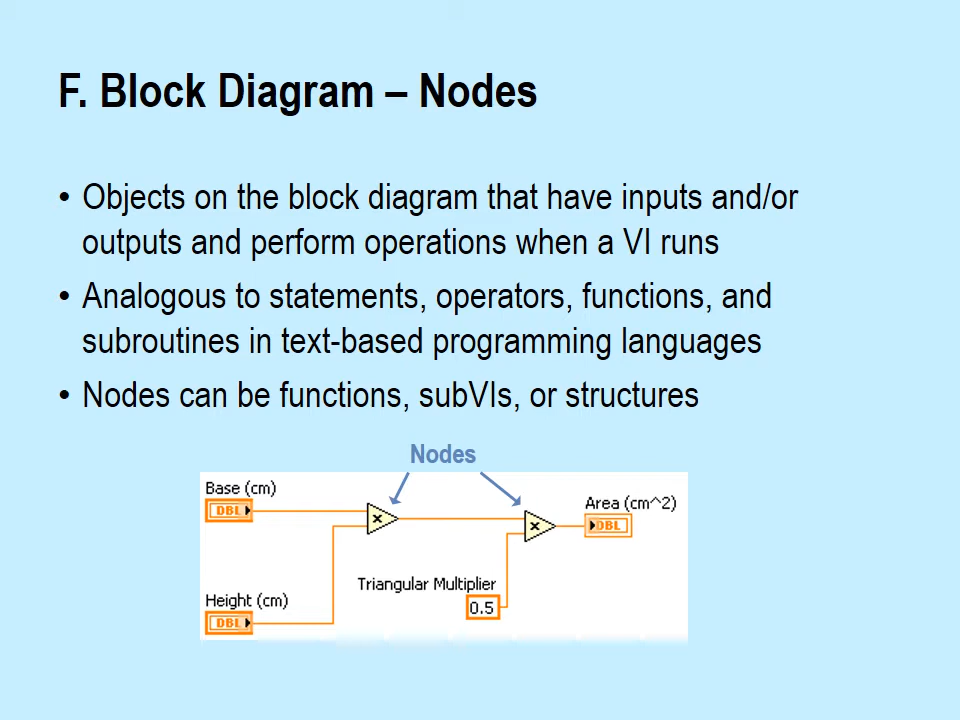 F. Block Diagram – Nodes
• Objects on the block diagram that have inputs and/or
outputs and perform operations when a VI runs
• Analogous to statements, operators, functions, and
subroutines in text-based programming languages
• Nodes can be functions, subVIs, or structures
Nodes
Base (cm)
DBL
×
×
Area (cm^2)
DBL
Triangular Multiplier
0.5
Height (cm)
DBL